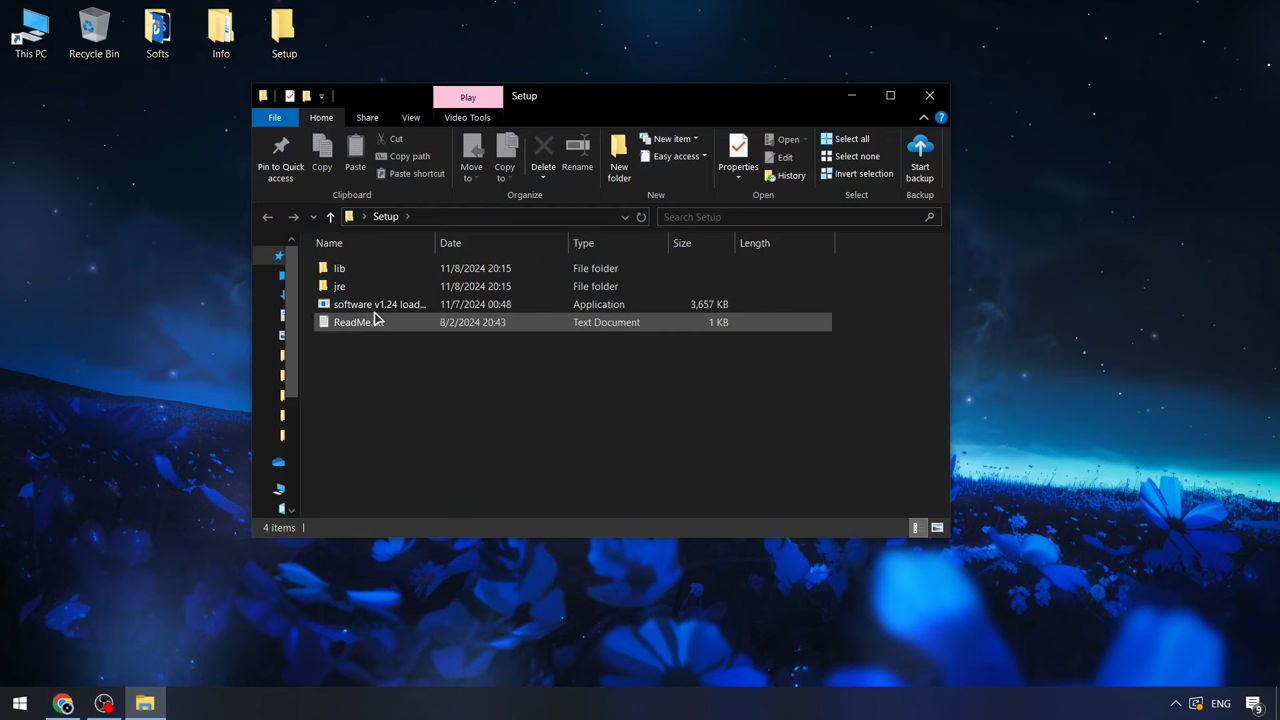 This PC
Recycle Bin
Softs
Info
Setup
Play
Setup
File
Home
Share
View
Video Tools
Pin to Quick
access
Copy
Paste
Cut
Copy path
Paste shortcut
Clipboard
Move
to
Copy
to
Delete
Rename
Organize
New
folder
New item
Easy access
New
Properties
Open
Edit
History
Open
Select all
Select none
Invert selection
Select
Start
backup
Backup
Setup
Search Setup
Name
Date
Type
Size
Length
lib
11/8/2024 20:15
File folder
jre
11/8/2024 20:15
File folder
software v1.24 load...
11/7/2024 00:48
Application
3,657 KB
ReadMe.
8/2/2024 20:43
Text Document
1 KB
4 items
ENG
9